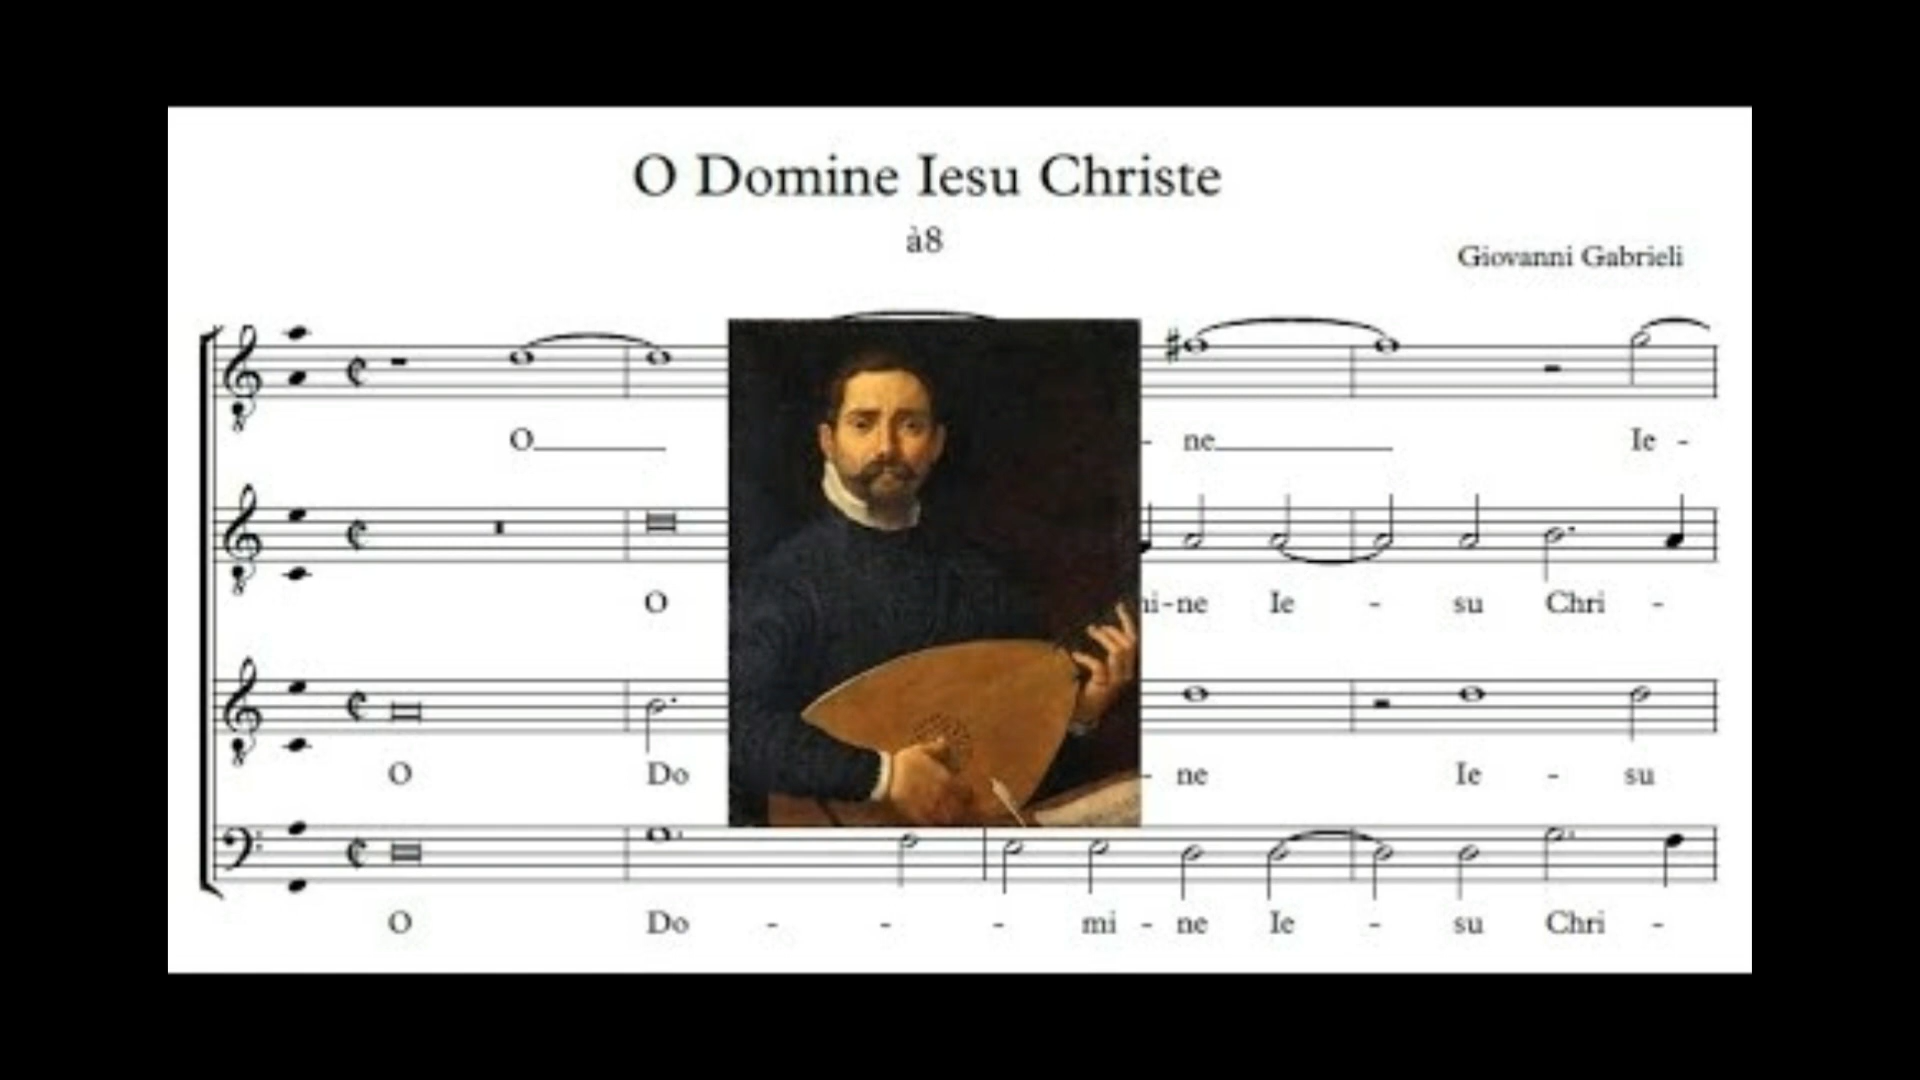 O Domine Iesu Christe
à8
Giovanni Gabrieli
O - ne Ie -
O ne Ie - su Chri -
O Do - ne Ie - su
O Do - - - mi - ne Ie - su Chri -